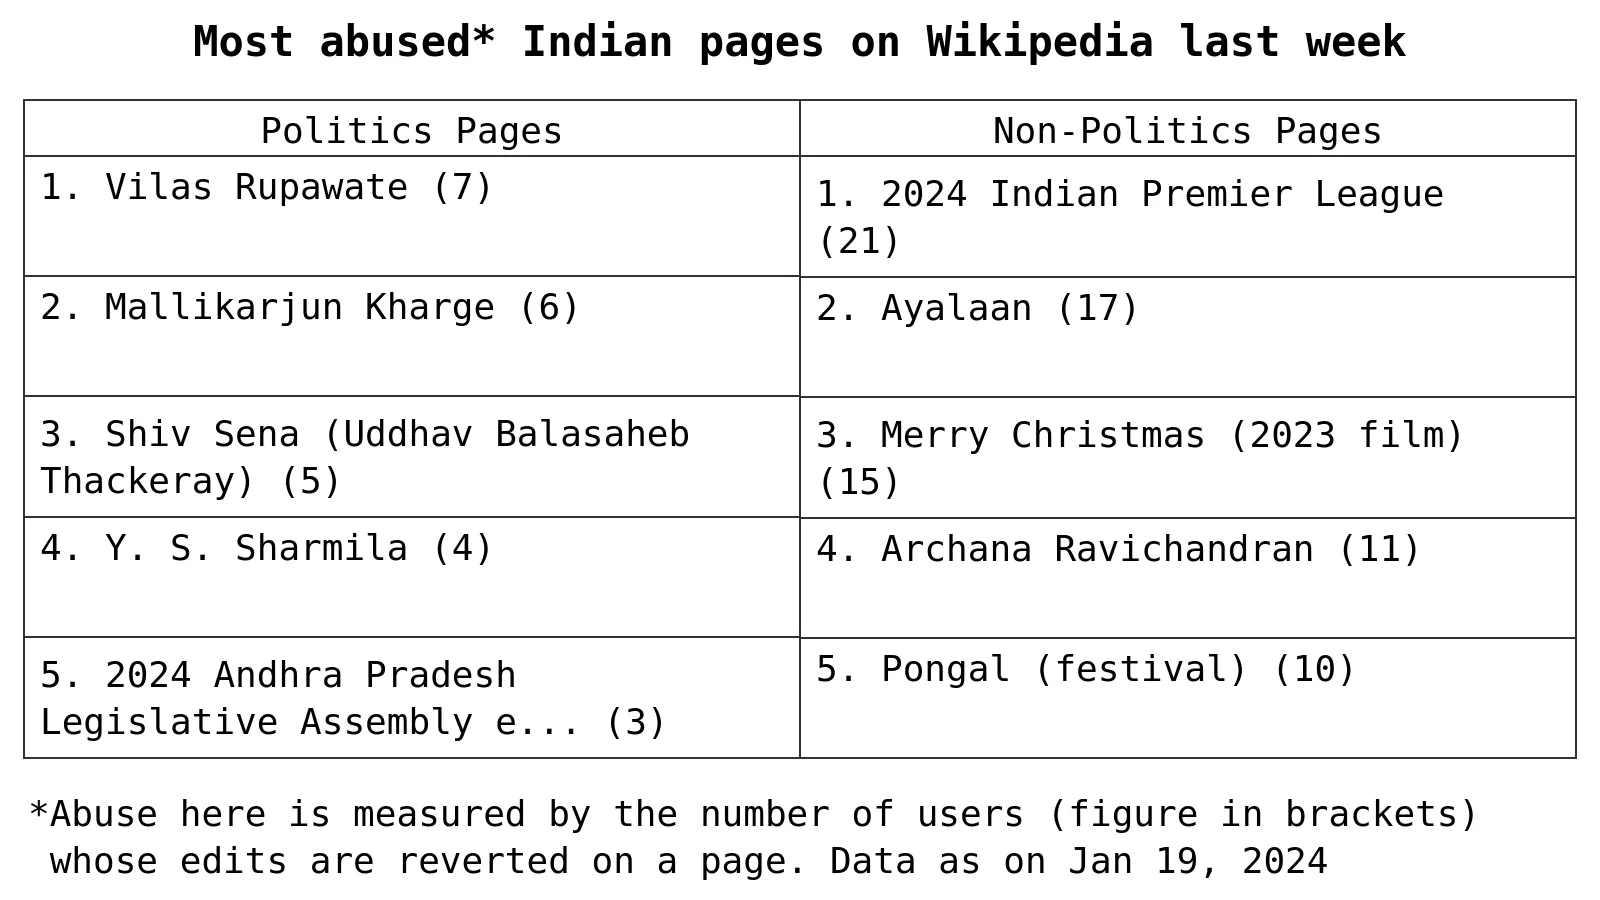 Most abused* Indian pages on Wikipedia last week
Politics Pages
Non-Politics Pages
1. Vilas Rupawate (7)
1. 2024 Indian Premier League
(21)
2. Mallikarjun Kharge (6)
2. Ayalaan (17)
3. Shiv Sena (Uddhav Balasaheb
Thackeray) (5)
3. Merry Christmas (2023 film)
(15)
4. Y. S. Sharmila (4)
4. Archana Ravichandran (11)
5. 2024 Andhra Pradesh
Legislative Assembly e... (3)
5. Pongal (festival) (10)
*Abuse here is measured by the number of users (figure in brackets)
whose edits are reverted on a page. Data as on Jan 19, 2024